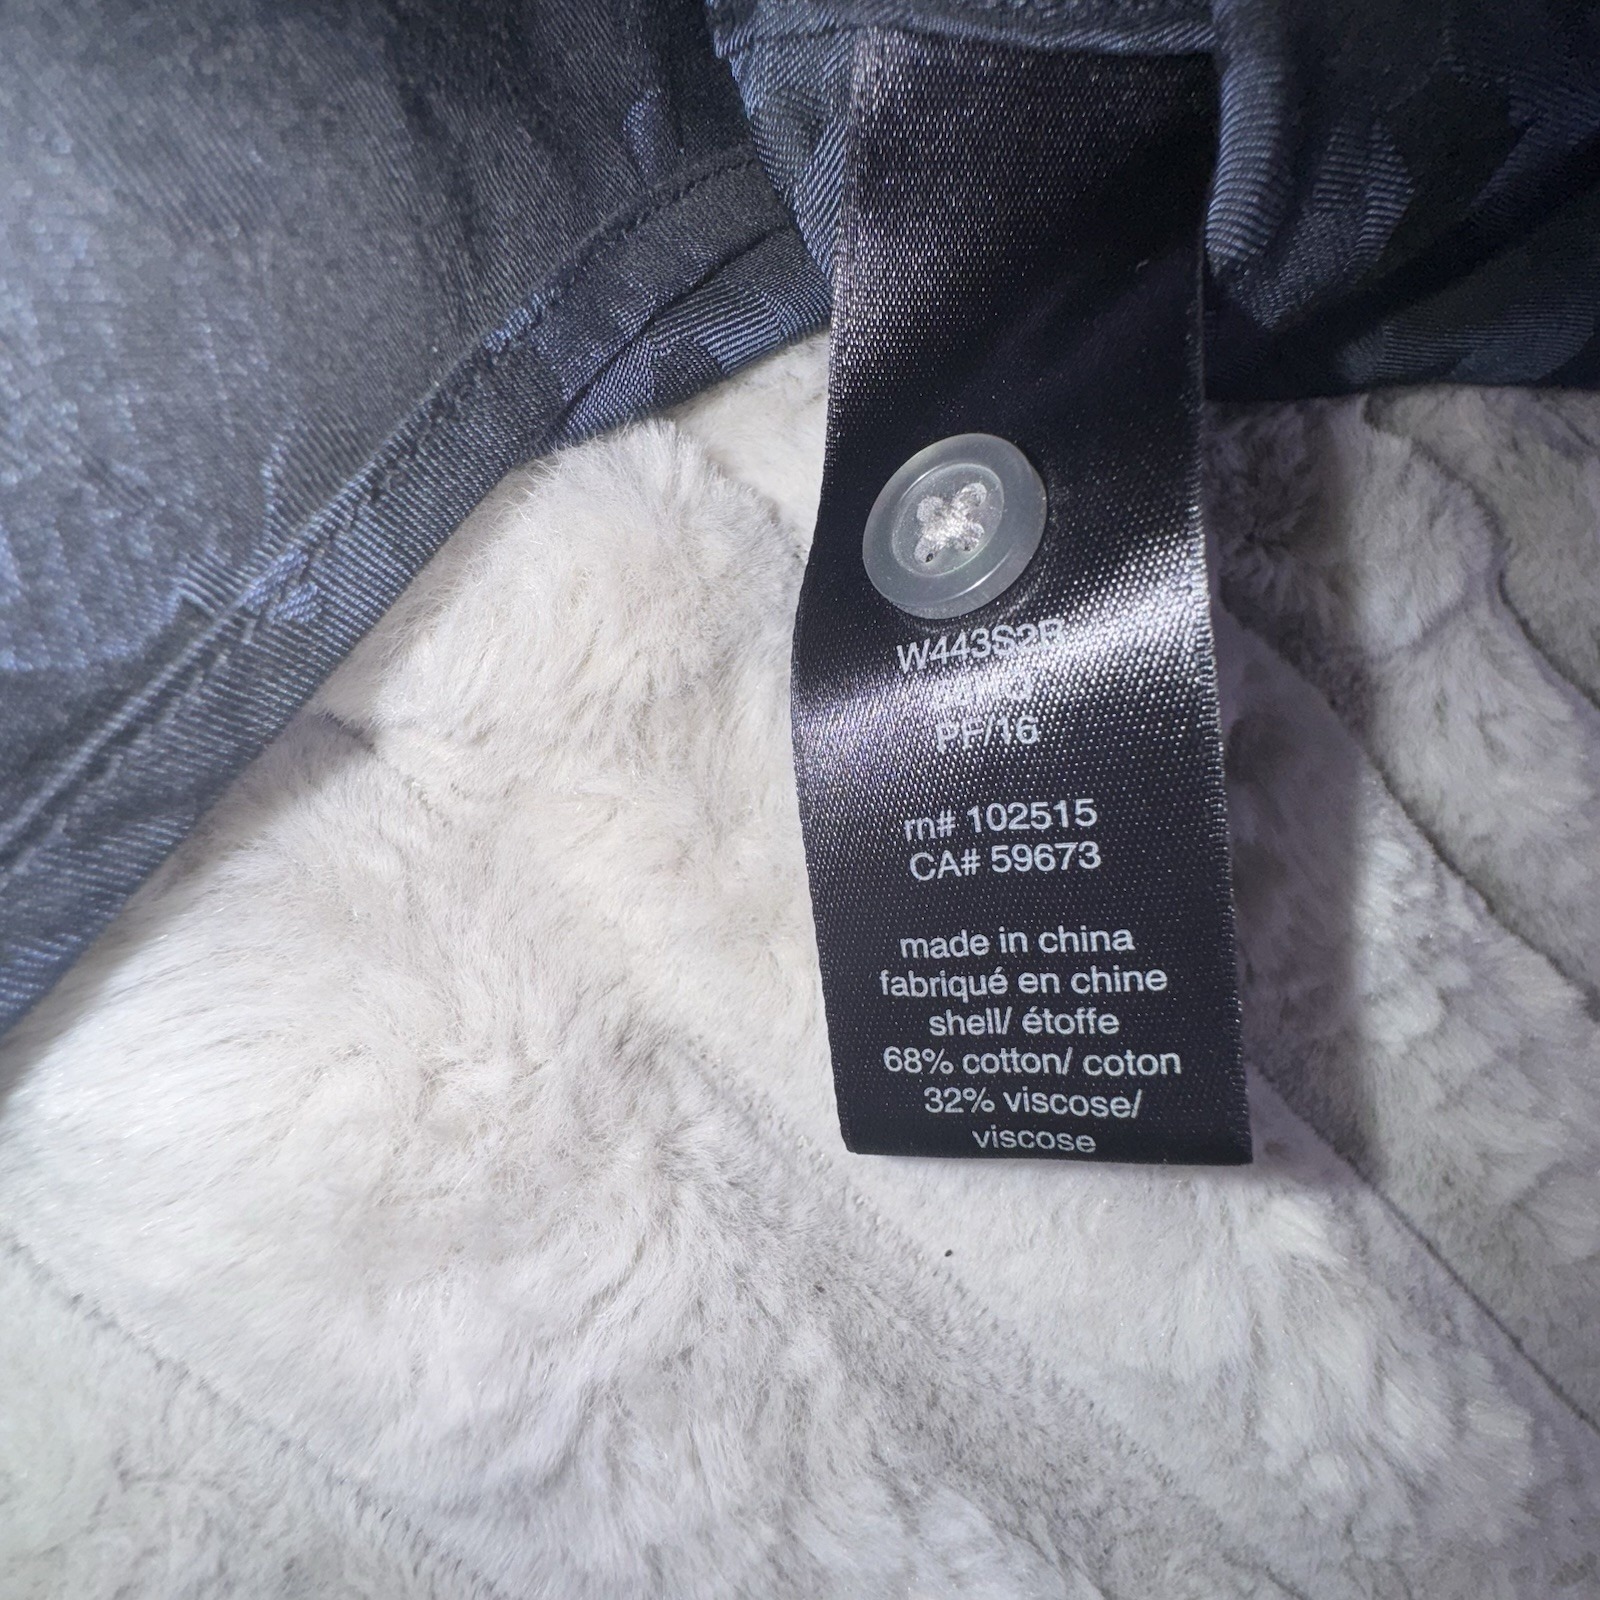 PF/16
rn# 102515
CA# 59673
made in china
fabriqué en chine
shell/ étoffe
68% cotton/ coton
32% viscose/
viscose